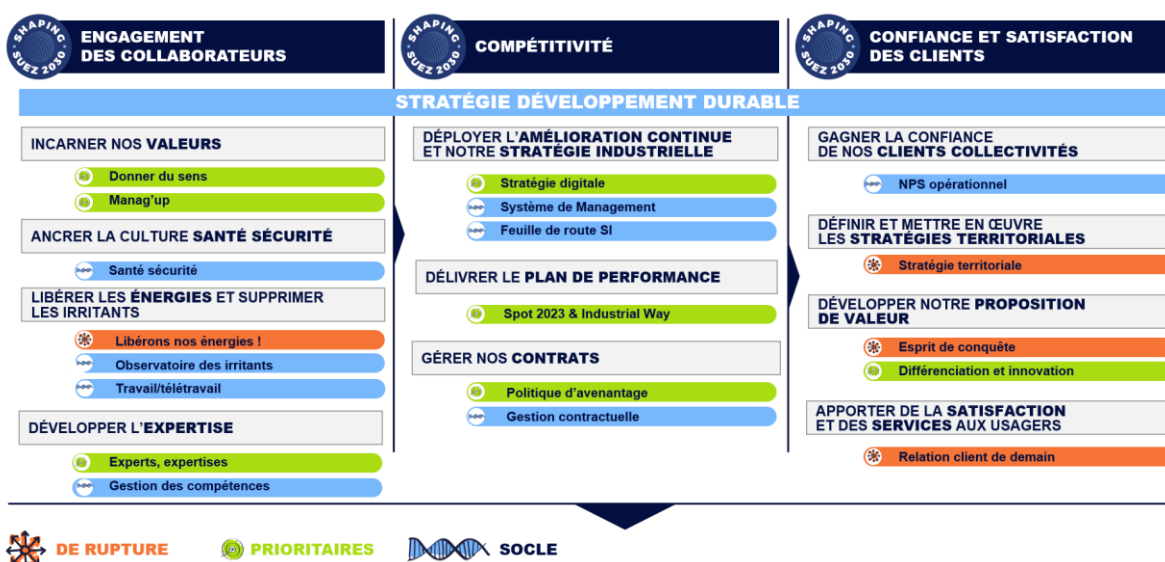 SHAPING SUEZ 2030
ENGAGEMENT
DES COLLABORATEURS
SHAPING SUEZ 2030
COMPÉTITIVITÉ
SHAPING SUEZ 2030
CONFIANCE ET SATISFACTION
DES CLIENTS
STRATÉGIE DÉVELOPPEMENT DURABLE
INCARNER NOS VALEURS
Donner du sens
Manag'up
ANCRER LA CULTURE SANTÉ SÉCURITÉ
Santé sécurité
LIBÉRER LES ÉNERGIES ET SUPPRIMER
LES IRRITANTS
Libérons nos énergies !
Observatoire des irritants
Travail/télétravail
DÉVELOPPER L'EXPERTISE
Experts, expertises
Gestion des compétences
DÉPLOYER L'AMÉLIORATION CONTINUE
ET NOTRE STRATÉGIE INDUSTRIELLE
Stratégie digitale
Système de Management
Feuille de route SI
DÉLIVRER LE PLAN DE PERFORMANCE
Spot 2023 & Industrial Way
GÉRER NOS CONTRATS
Politique d'avenantage
Gestion contractuelle
GAGNER LA CONFIANCE
DE NOS CLIENTS COLLECTIVITÉS
NPS opérationnel
DÉFINIR ET METTRE EN ŒUVRE
LES STRATÉGIES TERRITORIALES
Stratégie territoriale
DÉVELOPPER NOTRE PROPOSITION
DE VALEUR
Esprit de conquête
Différenciation et innovation
APPORTER DE LA SATISFACTION
ET DES SERVICES AUX USAGERS
Relation client de demain
DE RUPTURE
PRIORITAIRES
SOCLE